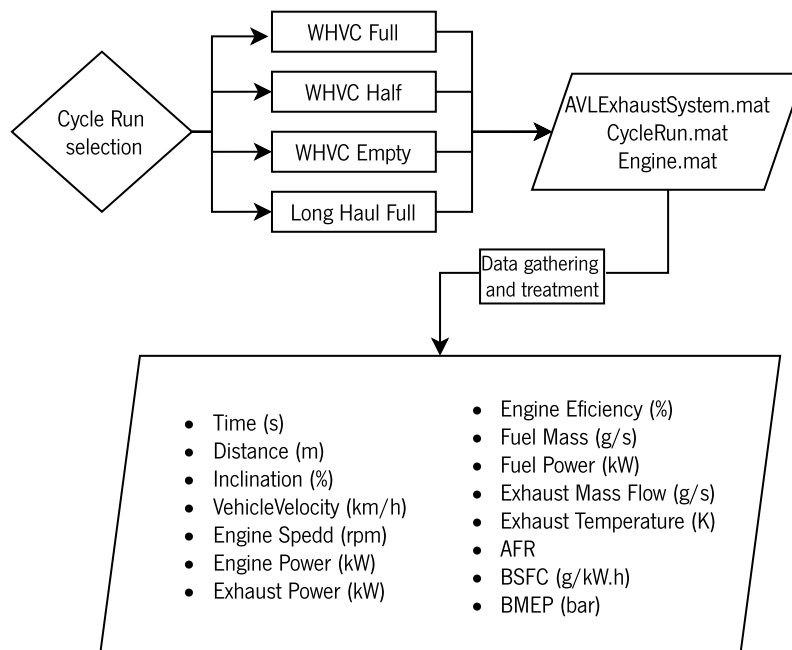 Cycle Run
selection
WHVC Full
WHVC Half
WHVC Empty
Long Haul Full
AVLExhaustSystem.mat
CycleRun.mat
Engine.mat
Data gathering
and treatment
• Time (s)
• Distance (m)
• Inclination (%)
• VehicleVelocity (km/h)
• Engine Spedd (rpm)
• Engine Power (kW)
• Exhaust Power (kW)
• Engine Eficiency (%)
• Fuel Mass (g/s)
• Fuel Power (kW)
• Exhaust Mass Flow (g/s)
• Exhaust Temperature (K)
• AFR
• BSFC (g/kW.h)
• BMEP (bar)